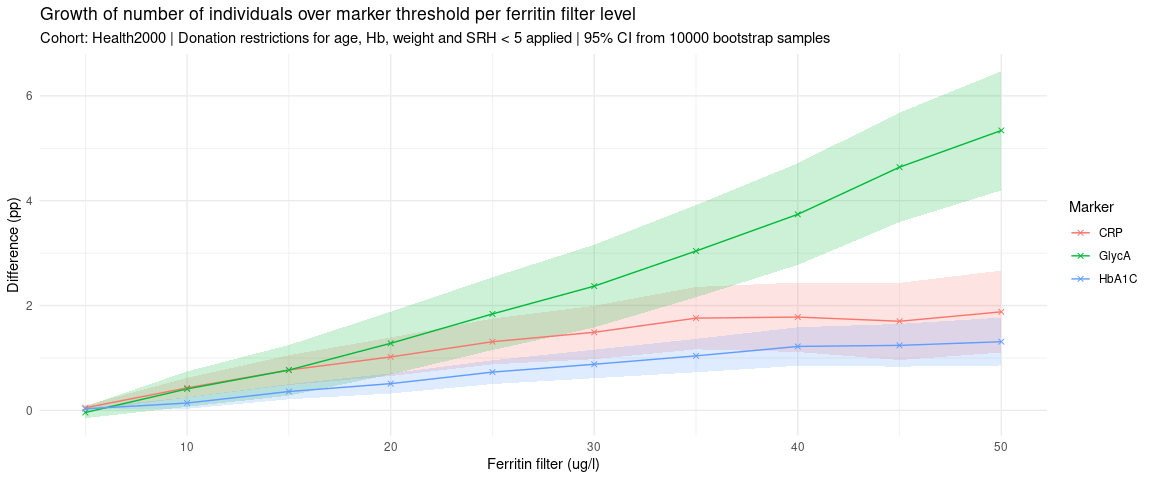 Growth of number of individuals over marker threshold per ferritin filter level
Cohort: Health2000 | Donation restrictions for age, Hb, weight and SRH < 5 applied | 95% CI from 10000 bootstrap samples
6
4
2
0
Difference (pp)
10
20
30
40
50
Ferritin filter (ug/l)
Marker
CRP
GlycA
HbA1C